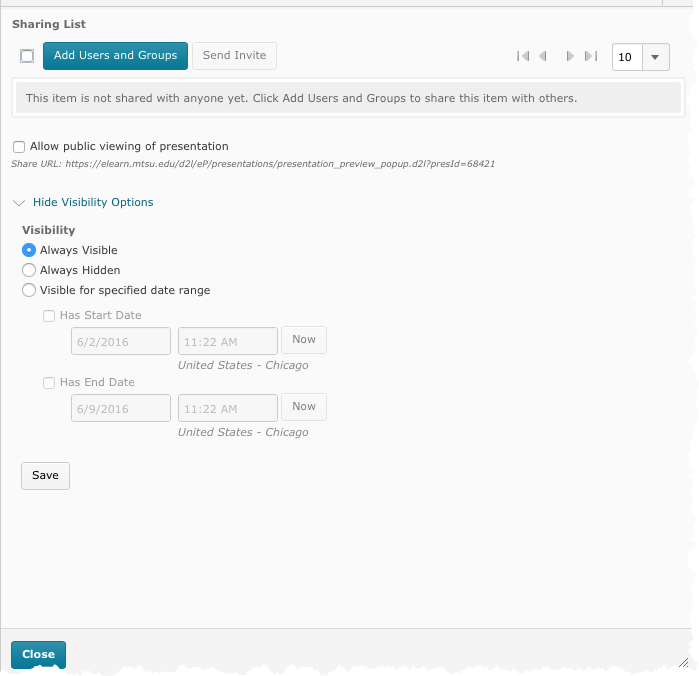 Sharing List
Add Users and Groups Send Invite 10
This item is not shared with anyone yet. Click Add Users and Groups to share this item with others.
Allow public viewing of presentation
Share URL: https://elearn.mtsu.edu/d2l/eP/presentations/presentation_preview_popup.d2l?presId=68421
Hide Visibility Options
Visibility
Always Visible
Always Hidden
Visible for specified date range
Has Start Date
6/2/2016 11:22 AM Now
United States - Chicago
Has End Date
6/9/2016 11:22 AM Now
United States - Chicago
Save
Close